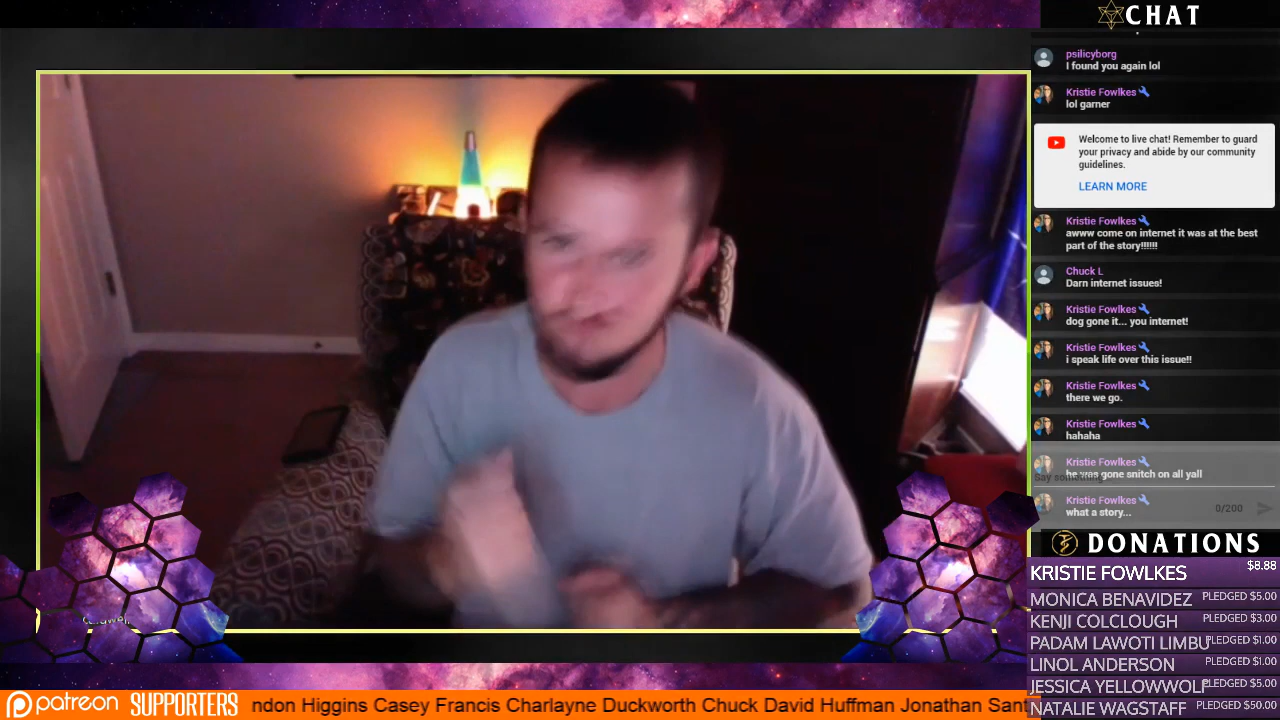 CHAT
psilicyborg
I found you again lol
Kristie Fowlkes
lol garner
Welcome to live chat! Remember to guard
your privacy and abide by our community
guidelines.
LEARN MORE
Kristie Fowlkes
awww come on internet it was at the best
part of the story!!!!!!
Chuck L
Darn internet issues!
Kristie Fowlkes
dog gone it... you internet!
Kristie Fowlkes
i speak life over this issue!!
Kristie Fowlkes
there we go.
Kristie Fowlkes
hahaha
Kristie Fowlkes
he was gone snitch on all yall
Say something...
Kristie Fowlkes
what a story...
0/200
DONATIONS
KRISTIE FOWLKES $8.88
MONICA BENAVIDEZ PLEDGED $5.00
KENJI COLCLOUGH PLEDGED $3.00
PADAM LAWOTI LIMBU PLEDGED $1.00
LINOL ANDERSON PLEDGED $1.00
JESSICA YELLOWWOLF PLEDGED $5.00
NATALIE WAGSTAFF PLEDGED $50.00
patreon SUPPORTERS ndon Higgins Casey Francis Charlayne Duckworth Chuck David Huffman Jonathan Sant